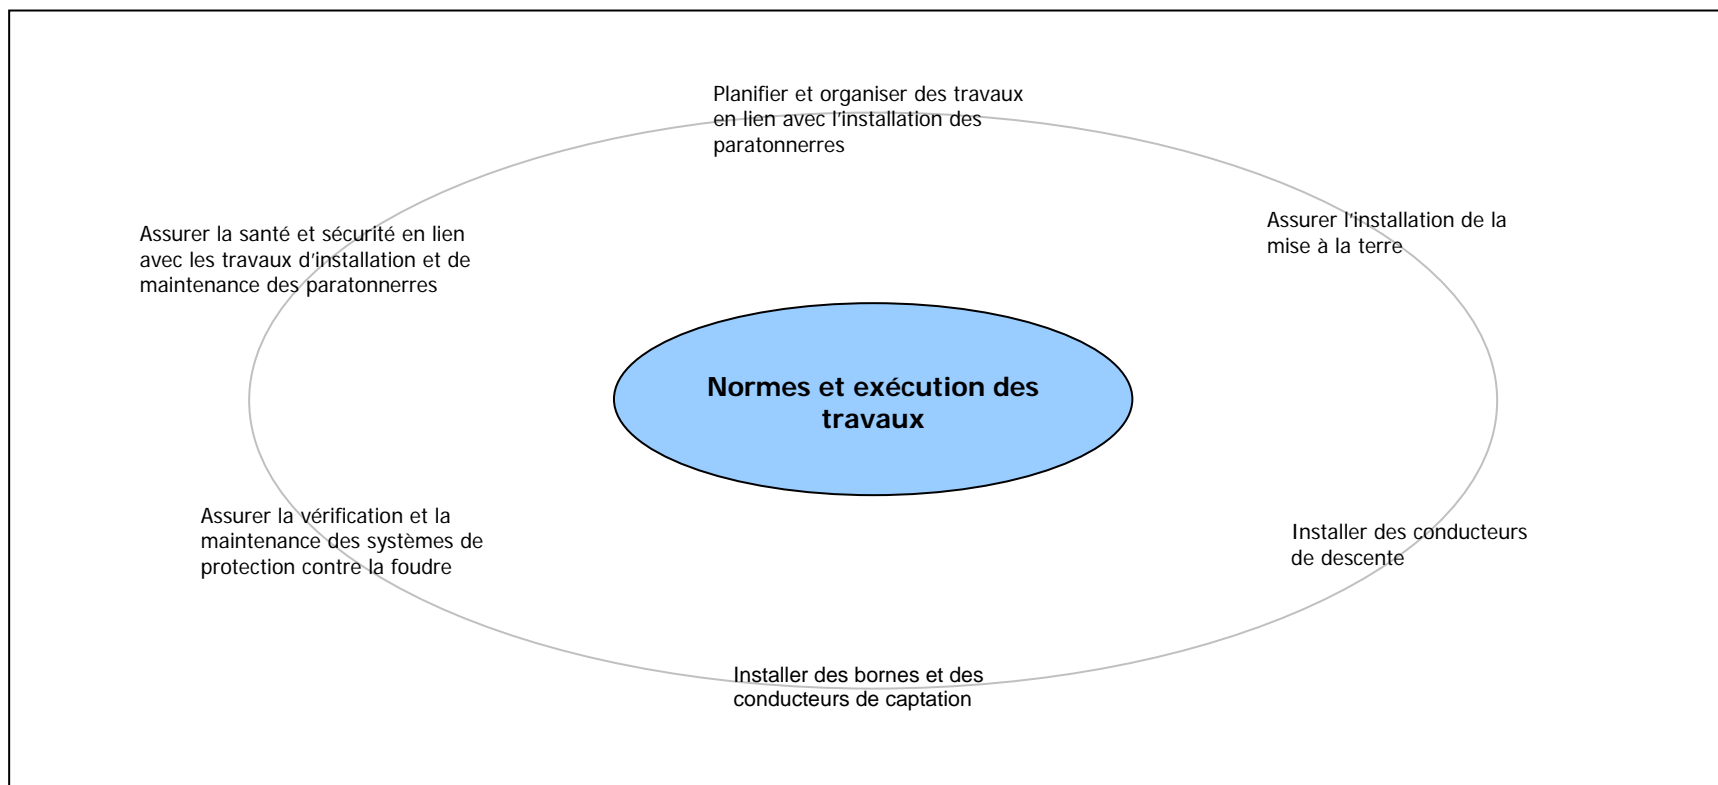 Planifier et organiser des travaux
en lien avec l'installation des
paratonnerres
Assurer l'installation de la
mise à la terre
Assurer la santé et sécurité en lien
avec les travaux d'installation et de
maintenance des paratonnerres
Normes et exécution des
travaux
Assurer la vérification et la
maintenance des systèmes de
protection contre la foudre
Installer des conducteurs
de descente
Installer des bornes et des
conducteurs de captation